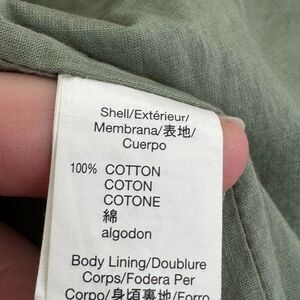 Shell/Extérieur/
Membrana/表地/
Cuerpo
100% COTTON
COTON
COTONE
綿
algodon
Body Lining/Doublure
Corps/Fodera Per
Corpo/身頃裏地/Forro